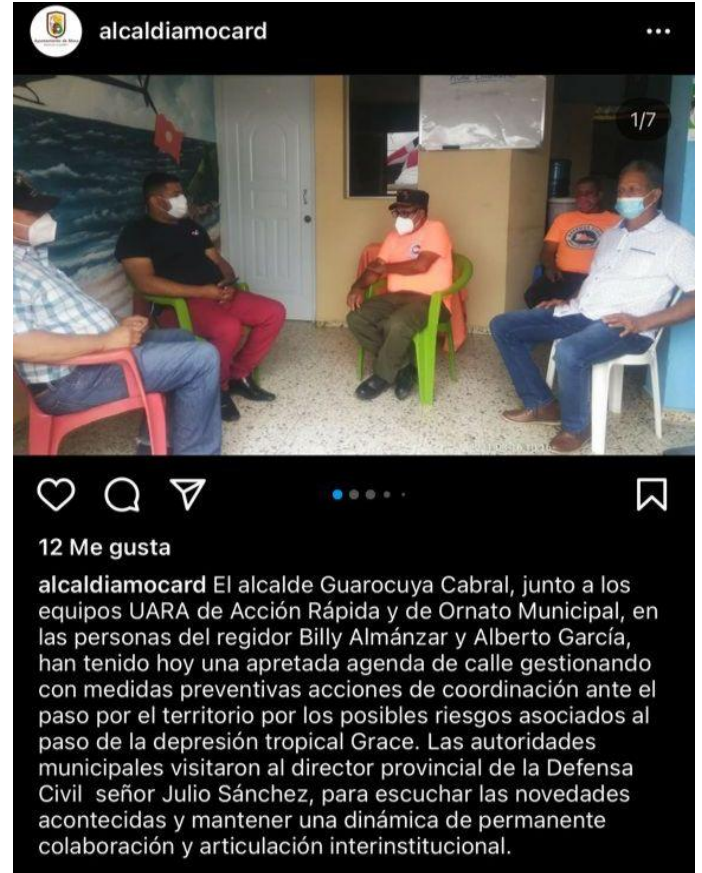 alcaldiamocard
1/7
12 Me gusta
alcaldiamocard El alcalde Guarocuya Cabral, junto a los
equipos UARA de Acción Rápida y de Ornato Municipal, en
las personas del regidor Billy Almánzar y Alberto García,
han tenido hoy una apretada agenda de calle gestionando
con medidas preventivas acciones de coordinación ante el
paso por el territorio por los posibles riesgos asociados al
paso de la depresión tropical Grace. Las autoridades
municipales visitaron al director provincial de la Defensa
Civil  señor Julio Sánchez, para escuchar las novedades
acontecidas y mantener una dinámica de permanente
colaboración y articulación interinstitucional.